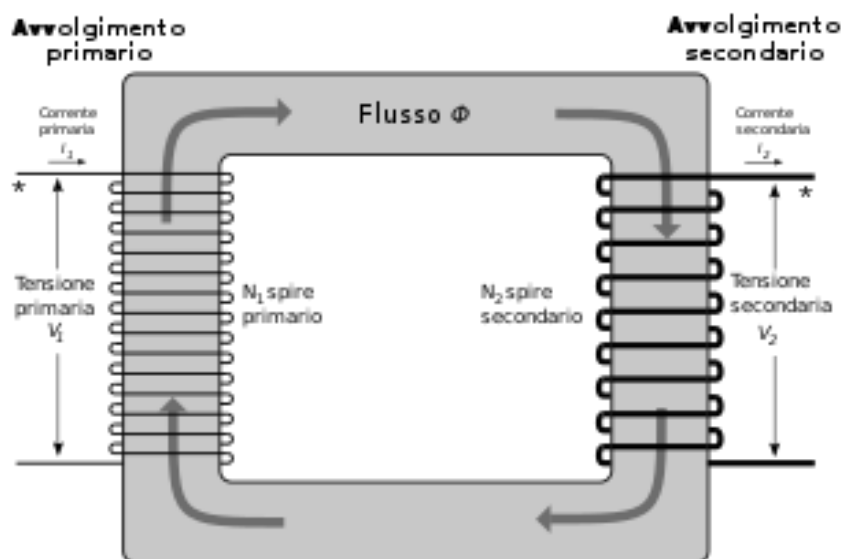 Avvolgimento
primario
Avvolgimento
secondario
Corrente
primaria
i₁
Flusso Φ
Corrente
secondaria
i₂
*
*
Tensione
primaria
V₁
N₁ spire
primario
N₂ spire
secondario
Tensione
secondaria
V₂